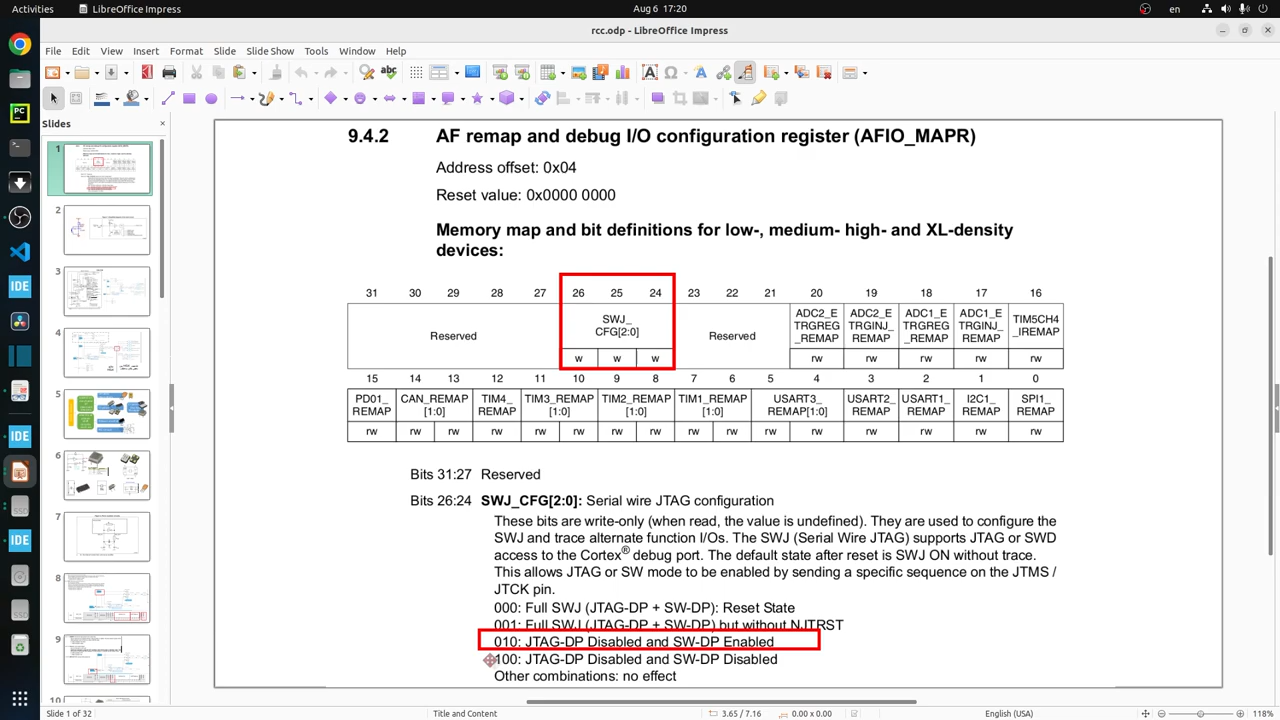 Activities
LibreOffice Impress
Aug 6 17:20
en
rcc.odp - LibreOffice Impress
File Edit View Insert Format Slide Slide Show Tools Window Help
Slides
1
2
3
4
5
6
7
8
9
10
9.4.2 AF remap and debug I/O configuration register (AFIO_MAPR)
Address offset: 0x04
Reset value: 0x0000 0000
Memory map and bit definitions for low-, medium- high- and XL-density
devices:
31 30 29 28 27 26 25 24 23 22 21 20 19 18 17 16
Reserved
SWJ_
CFG[2:0]
Reserved
ADC2_E
TRGREG
_REMAP
ADC2_E
TRGINJ_
REMAP
ADC1_E
TRGREG
_REMAP
ADC1_E
TRGINJ_
REMAP
TIM5CH4
_IREMAP
w w w rw rw rw rw rw
15 14 13 12 11 10 9 8 7 6 5 4 3 2 1 0
PD01_
REMAP
CAN_REMAP
[1:0]
TIM4_
REMAP
TIM3_REMAP
[1:0]
TIM2_REMAP
[1:0]
TIM1_REMAP
[1:0]
USART3_
REMAP[1:0]
USART2_
REMAP
USART1_
REMAP
I2C1_
REMAP
SPI1_
REMAP
rw rw rw rw rw rw rw rw rw rw rw rw rw rw rw rw
Bits 31:27 Reserved
Bits 26:24 SWJ_CFG[2:0]: Serial wire JTAG configuration
These bits are write-only (when read, the value is undefined). They are used to configure the
SWJ and trace alternate function I/Os. The SWJ (Serial Wire JTAG) supports JTAG or SWD
access to the Cortex® debug port. The default state after reset is SWJ ON without trace.
This allows JTAG or SW mode to be enabled by sending a specific sequence on the JTMS /
JTCK pin.
000: Full SWJ (JTAG-DP + SW-DP): Reset State
001: Full SWJ (JTAG-DP + SW-DP) but without NJTRST
010: JTAG-DP Disabled and SW-DP Enabled
100: JTAG-DP Disabled and SW-DP Disabled
Other combinations: no effect
Slide 1 of 32
Title and Content
3.65 / 7.16
0.00 x 0.00
English (USA)
118%